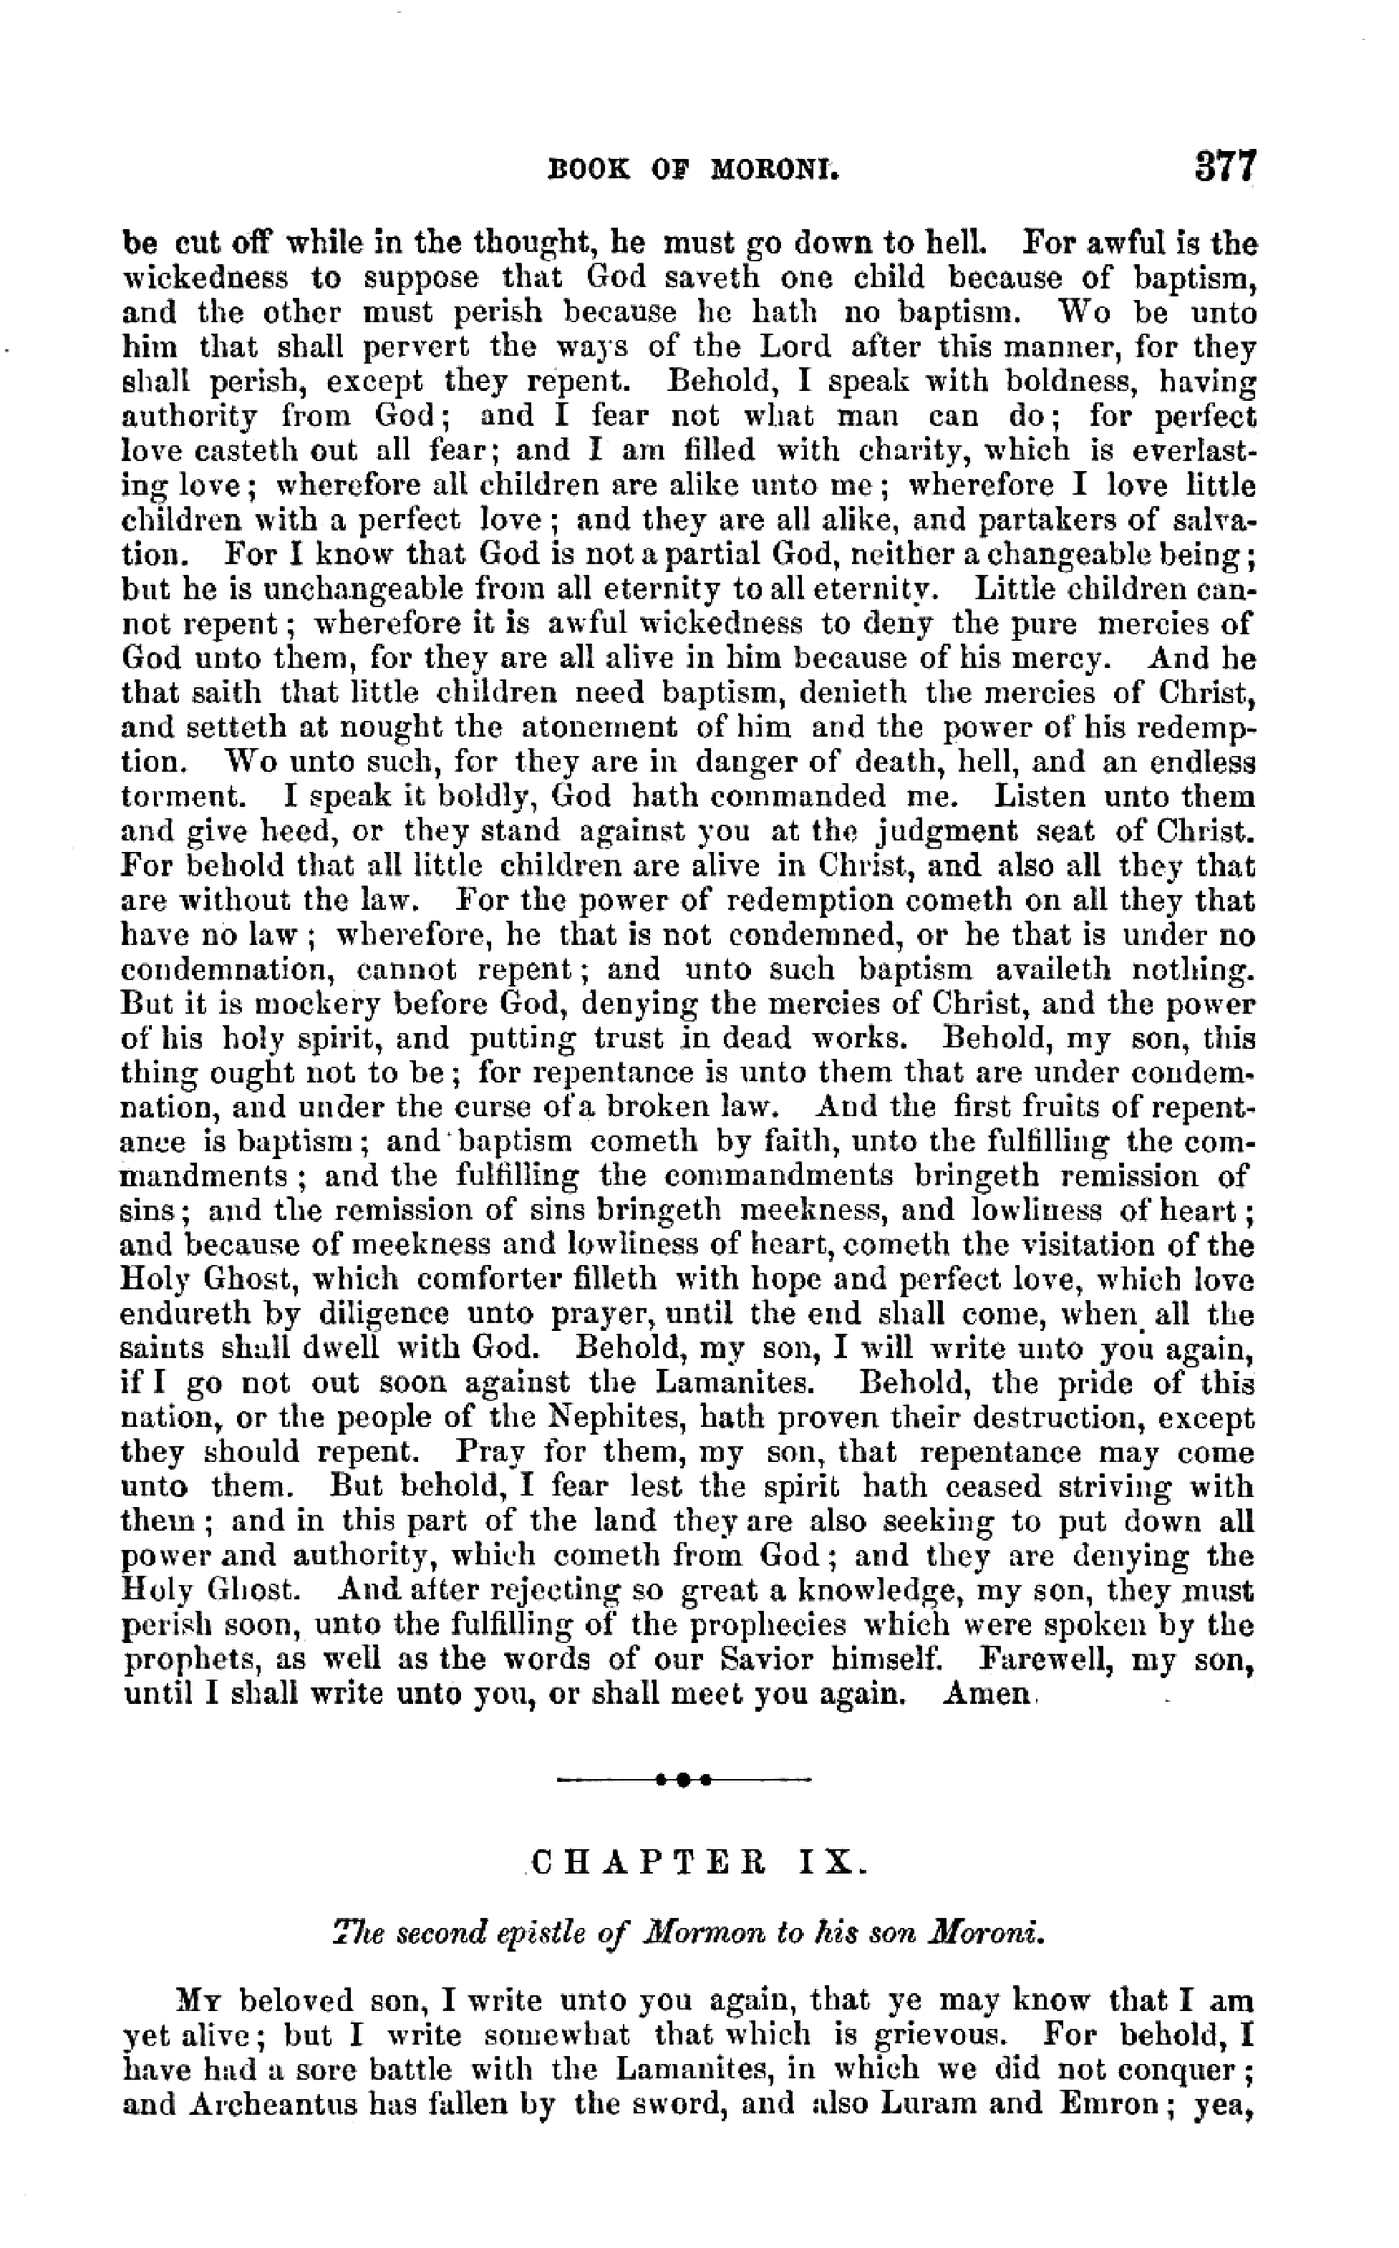 BOOK OF MORONI. 377
be cut off while in the thought, he must go down to hell. For awful is the
wickedness to suppose that God saveth one child because of baptism,
and the other must perish because he hath no baptism. Wo be unto
him that shall pervert the ways of the Lord after this manner, for they
shall perish, except they repent. Behold, I speak with boldness, having
authority from God; and I fear not what man can do; for perfect
love casteth out all fear; and I am filled with charity, which is everlast-
ing love; wherefore all children are alike unto me; wherefore I love little
children with a perfect love; and they are all alike, and partakers of salva-
tion. For I know that God is not a partial God, neither a changeable being;
but he is unchangeable from all eternity to all eternity. Little children can-
not repent; wherefore it is awful wickedness to deny the pure mercies of
God unto them, for they are all alive in him because of his mercy. And he
that saith that little children need baptism, denieth the mercies of Christ,
and setteth at nought the atonement of him and the power of his redemp-
tion. Wo unto such, for they are in danger of death, hell, and an endless
torment. I speak it boldly, God hath commanded me. Listen unto them
and give heed, or they stand against you at the judgment seat of Christ.
For behold that all little children are alive in Christ, and also all they that
are without the law. For the power of redemption cometh on all they that
have no law; wherefore, he that is not condemned, or he that is under no
condemnation, cannot repent; and unto such baptism availeth nothing.
But it is mockery before God, denying the mercies of Christ, and the power
of his holy spirit, and putting trust in dead works. Behold, my son, this
thing ought not to be; for repentance is unto them that are under condem-
nation, and under the curse of a broken law. And the first fruits of repent-
ance is baptism; and baptism cometh by faith, unto the fulfilling the com-
mandments; and the fulfilling the commandments bringeth remission of
sins; and the remission of sins bringeth meekness, and lowliness of heart;
and because of meekness and lowliness of heart, cometh the visitation of the
Holy Ghost, which comforter filleth with hope and perfect love, which love
endureth by diligence unto prayer, until the end shall come, when all the
saints shall dwell with God. Behold, my son, I will write unto you again,
if I go not out soon against the Lamanites. Behold, the pride of this
nation, or the people of the Nephites, hath proven their destruction, except
they should repent. Pray for them, my son, that repentance may come
unto them. But behold, I fear lest the spirit hath ceased striving with
them; and in this part of the land they are also seeking to put down all
power and authority, which cometh from God; and they are denying the
Holy Ghost. And after rejecting so great a knowledge, my son, they must
perish soon, unto the fulfilling of the prophecies which were spoken by the
prophets, as well as the words of our Savior himself. Farewell, my son,
until I shall write unto you, or shall meet you again. Amen.
CHAPTER IX.
The second epistle of Mormon to his son Moroni.
MY beloved son, I write unto you again, that ye may know that I am
yet alive; but I write somewhat that which is grievous. For behold, I
have had a sore battle with the Lamanites, in which we did not conquer;
and Archeantus has fallen by the sword, and also Luram and Emron; yea,